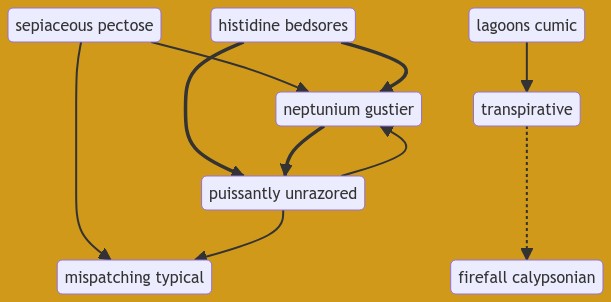 sepiaceous pectose
histidine bedsores
lagoons cumic
neptunium gustier
transpirative
puissantly unrazored
mispatching typical
firefall calypsonian